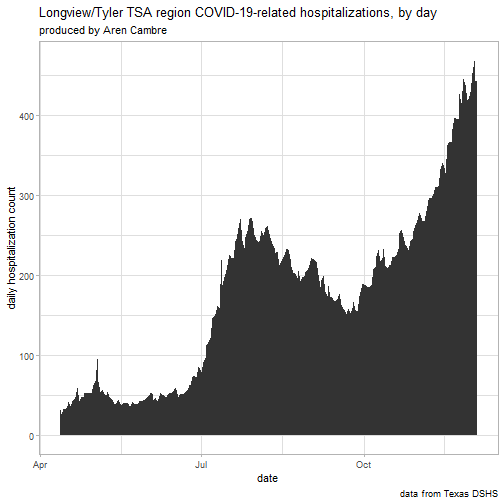 Longview/Tyler TSA region COVID-19-related hospitalizations, by day
produced by Aren Cambre
daily hospitalization count
400
300
200
100
0
Apr
Jul
Oct
date
data from Texas DSHS